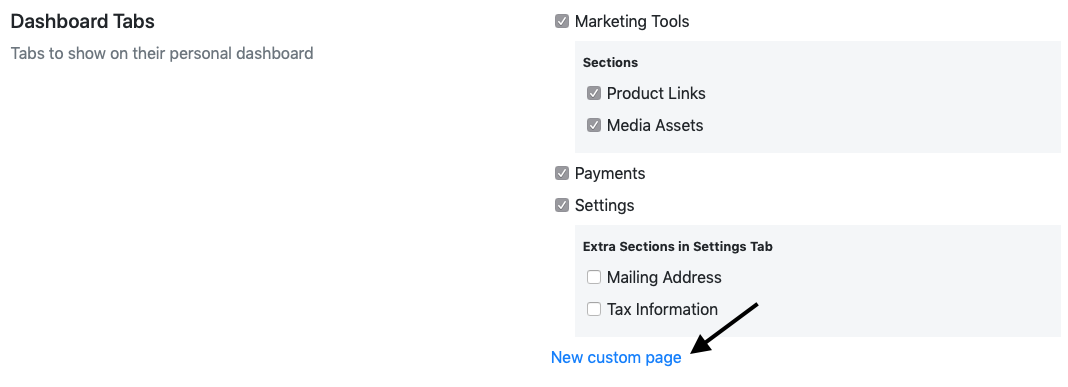 Dashboard Tabs
Tabs to show on their personal dashboard
Marketing Tools
Sections
Product Links
Media Assets
Payments
Settings
Extra Sections in Settings Tab
Mailing Address
Tax Information
New custom page